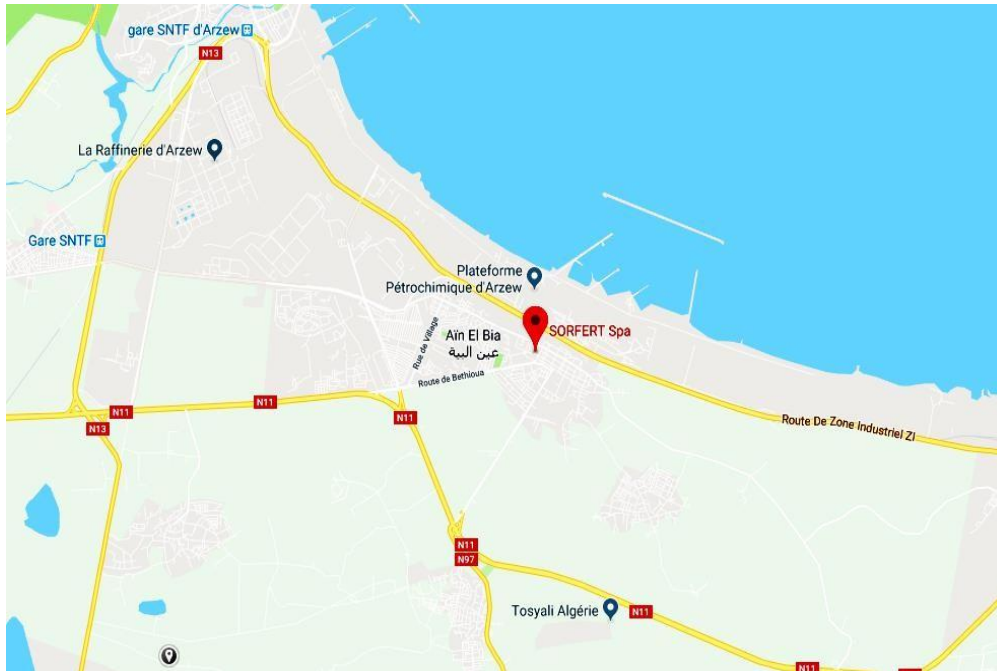 gare SNTF d'Arzew
N13
La Raffinerie d'Arzew
Gare SNTF
Plateforme
Pétrochimique d'Arzew
SORFERT Spa
Aïn El Bia
عين البية
Rue de Village
Route de Bethioua
N11
N11
N11
N13
Route De Zone Industriel ZI
N11
N97
Tosyali Algérie
N11
N11